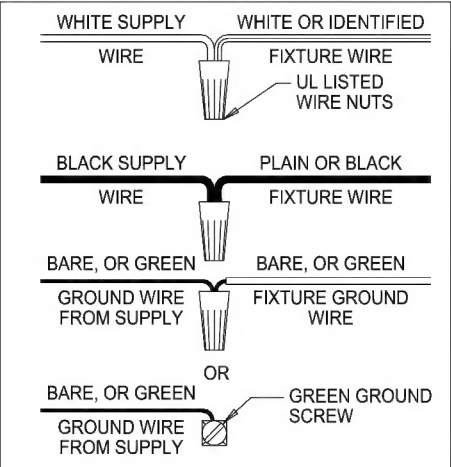 WHITE SUPPLY WHITE OR IDENTIFIED
WIRE FIXTURE WIRE
UL LISTED
WIRE NUTS
BLACK SUPPLY PLAIN OR BLACK
WIRE FIXTURE WIRE
BARE, OR GREEN BARE, OR GREEN
GROUND WIRE FIXTURE GROUND
FROM SUPPLY WIRE
OR
BARE, OR GREEN GREEN GROUND
SCREW
GROUND WIRE
FROM SUPPLY